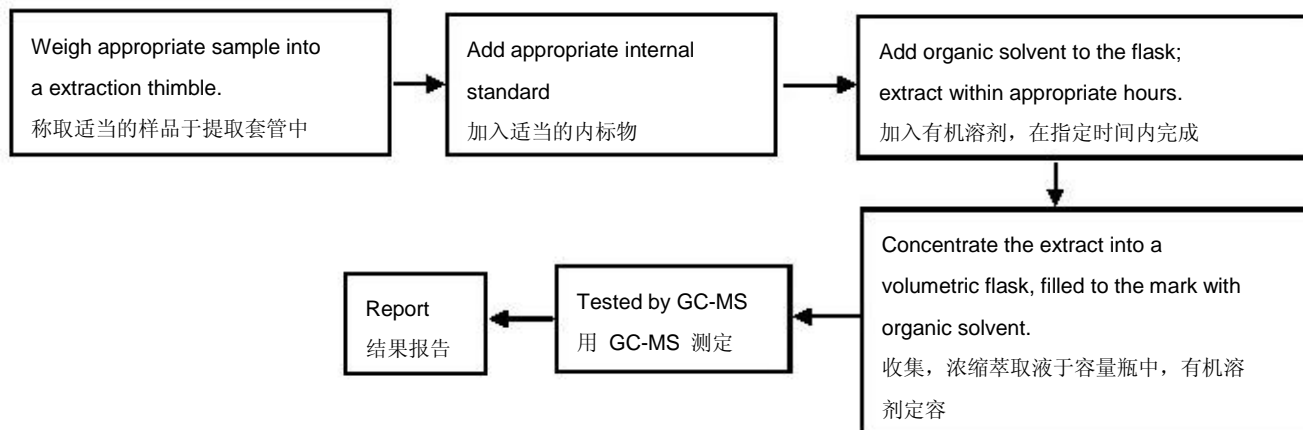 Weigh appropriate sample into
a extraction thimble.
称取适当的样品于提取套管中
Add appropriate internal
standard
加入适当的内标物
Add organic solvent to the flask;
extract within appropriate hours.
加入有机溶剂，在指定时间内完成
Concentrate the extract into a
volumetric flask, filled to the mark with
organic solvent.
收集，浓缩萃取液于容量瓶中，有机溶
剂定容
Tested by GC-MS
用 GC-MS 测定
Report
结果报告